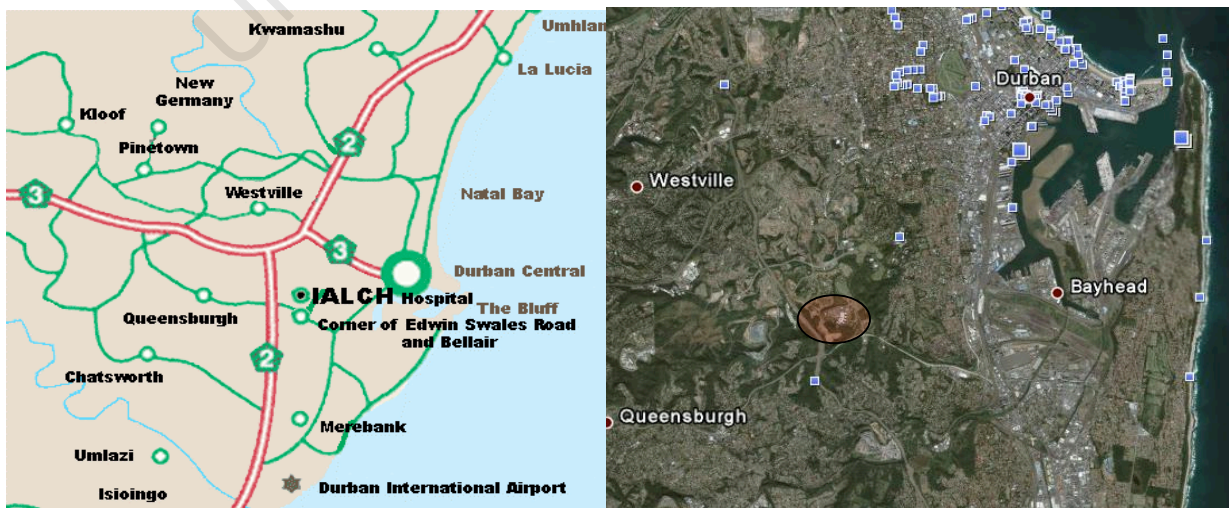 Kwamashu
Umhlan
La Lucia
New
Germany
Kloof
Pinetown
2
3
Westville
Natal Bay
3
Durban Central
IALCH Hospital
The Bluff
Queensburgh
Corner of Edwin Swales Road
and Bellair
2
Chatsworth
Merebank
Umlazi
Isioingo
Durban International Airport
Durban
Westville
Bayhead
Queensburgh